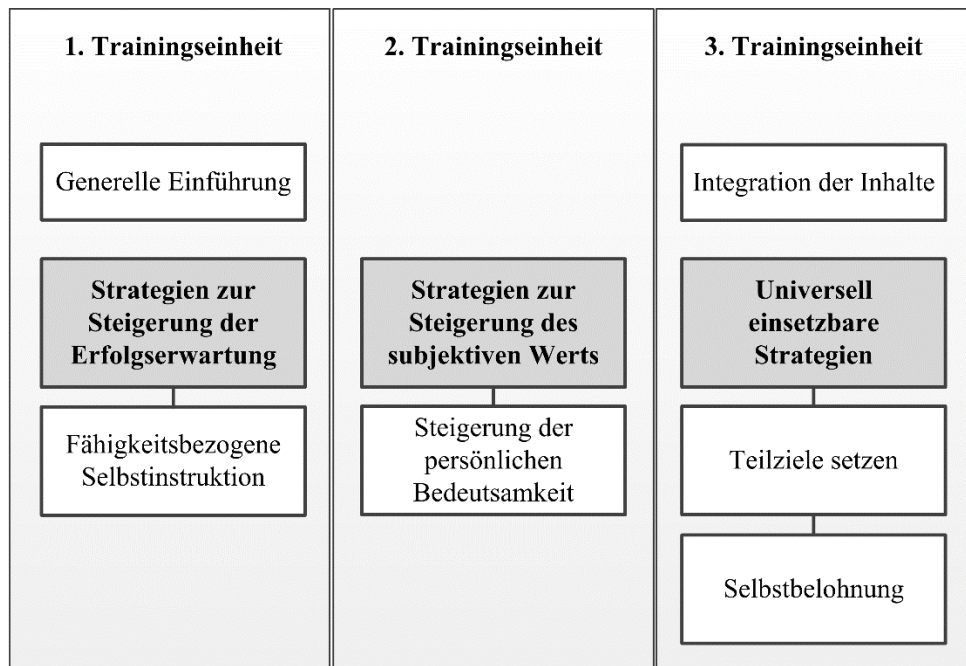 1. Trainingseinheit
Generelle Einführung
Strategien zur
Steigerung der
Erfolgserwartung
Fähigkeitsbezogene
Selbstinstruktion
2. Trainingseinheit
Strategien zur
Steigerung des
subjektiven Werts
Steigerung der
persönlichen
Bedeutsamkeit
3. Trainingseinheit
Integration der Inhalte
Universell
einsetzbare
Strategien
Teilziele setzen
Selbstbelohnung